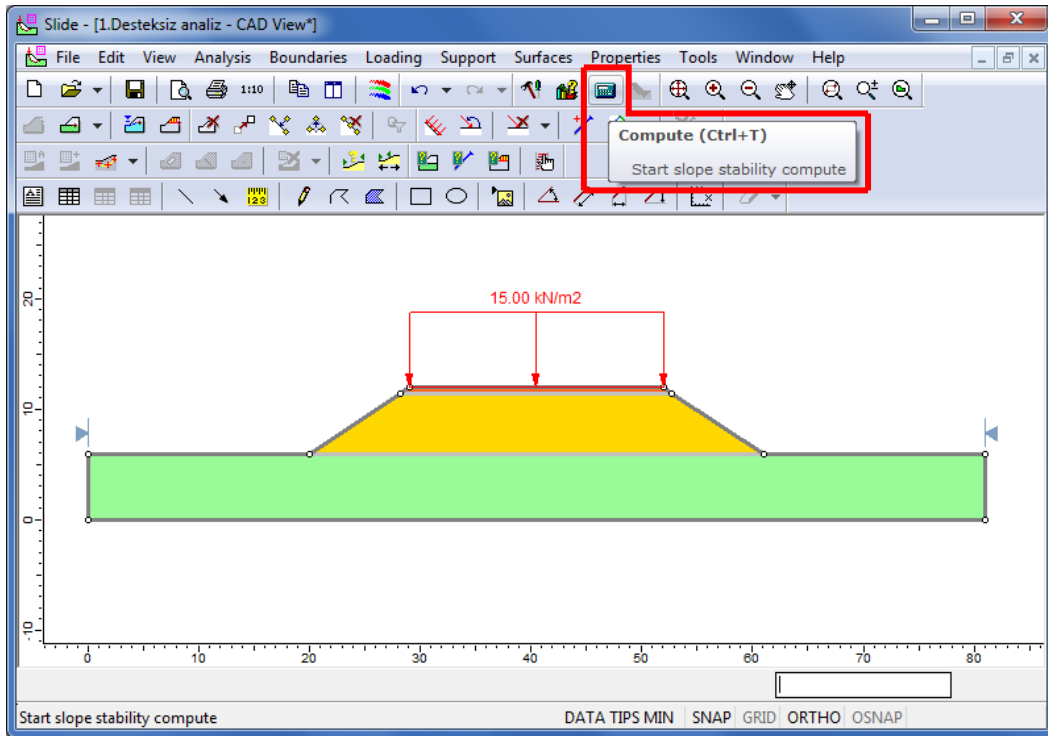 Slide - [1.Desteksiz analiz - CAD View*]
File Edit View Analysis Boundaries Loading Support Surfaces Properties Tools Window Help
1:10
Compute (Ctrl+T)
Start slope stability compute
123
15.00 kN/m2
20
10
0
-10
0 10 20 30 40 50 60 70 80
Start slope stability compute DATA TIPS MIN SNAP GRID ORTHO OSNAP